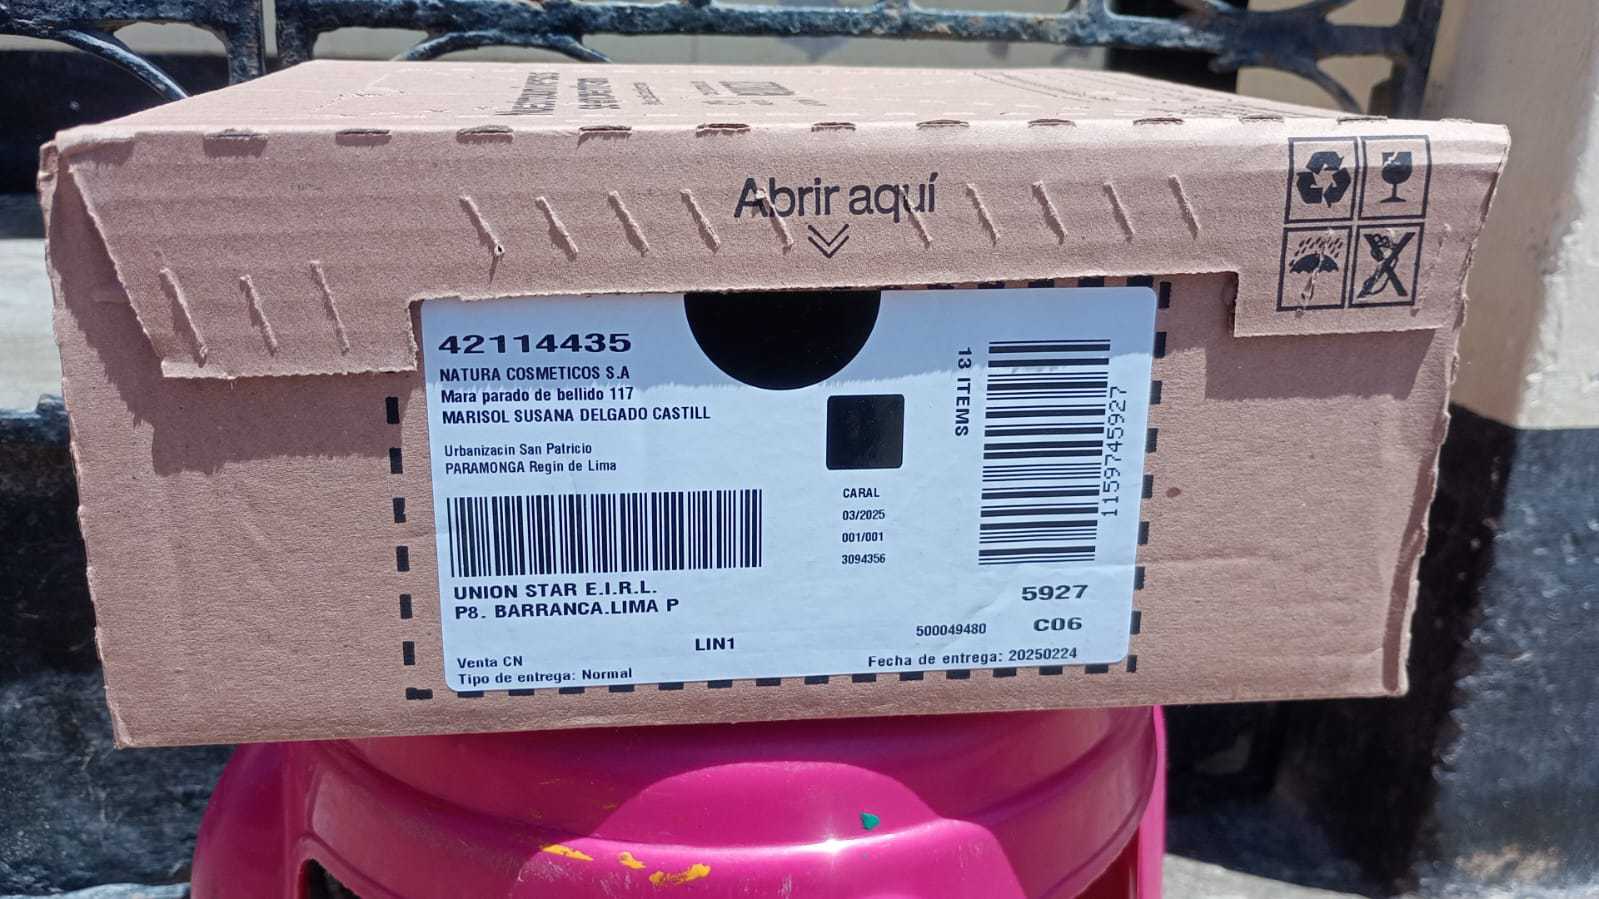 Abrir aquí
42114435
NATURA COSMETICOS S.A
Mara parado de bellido 117
MARISOL SUSANA DELGADO CASTILL
Urbanizacin San Patricio
PARAMONGA Regin de Lima
UNION STAR E.I.R.L.
P8. BARRANCA.LIMA P
LIN1
Venta CN
Tipo de entrega: Normal
CARAL
03/2025
001/001
3094356
13 ITEMS
1159745927
5927
500049480 C06
Fecha de entrega: 20250224